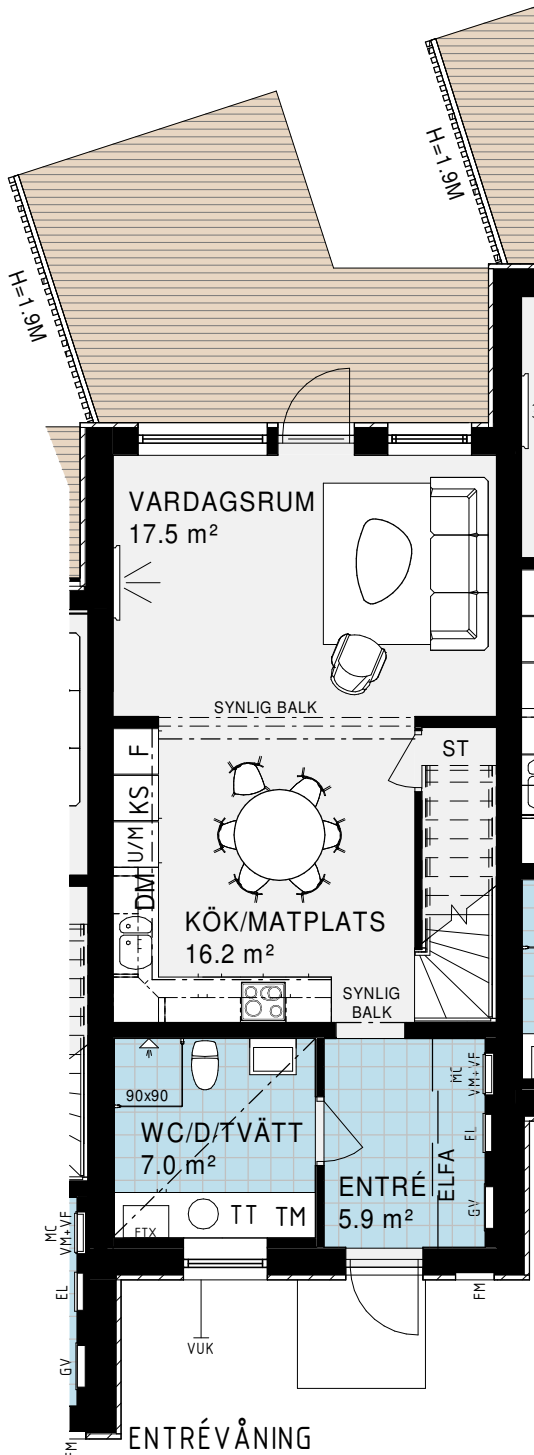 H=1.9M
H=1.9M
VARDAGSRUM
17.5 m²
SYNLIG BALK
ST
F
KS
U/M
DM
KÖK/MATPLATS
16.2 m²
SYNLIG
BALK
90x90
WC/D/TVÄTT
7.0 m²
MC
VM+VF
EL
ELFA
ENTRÉ
5.9 m²
GV
FTX
TT
TM
MC
VM+VF
EL
FM
VUK
GV
FM
ENTRÉVÅNING